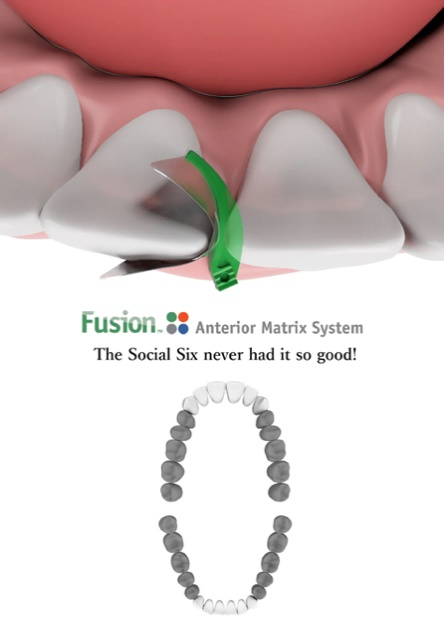 Fusion™ Anterior Matrix System
The Social Six never had it so good!